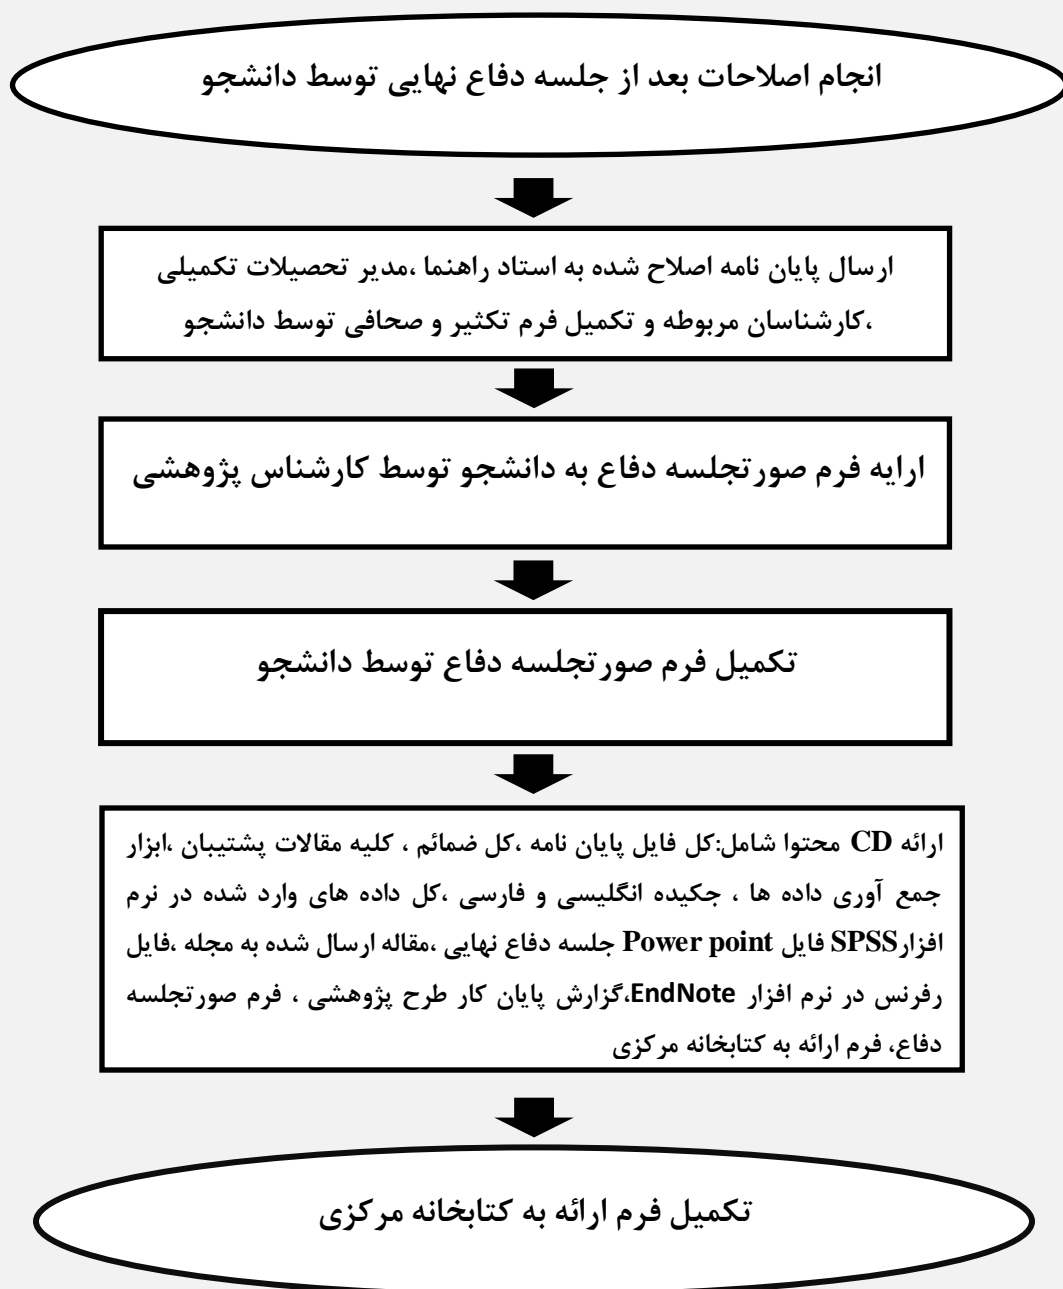 انجام اصلاحات بعد از جلسه دفاع نهایی توسط دانشجو
ارسال پایان نامه اصلاح شده به استاد راهنما ،مدیر تحصیلات تکمیلی
،کارشناسان مربوطه و تکمیل فرم تکثیر و صحافی توسط دانشجو
ارایه فرم صورتجلسه دفاع به دانشجو توسط کارشناس پژوهشی
تکمیل فرم صورتجلسه دفاع توسط دانشجو
ارائه CD محتوا شامل:کل فایل پایان نامه ،کل ضمائم ، کلیه مقالات پشتیبان ،ابزار
جمع آوری داده ها ، جکیده انگلیسی و فارسی ،کل داده های وارد شده در نرم
افزارSPSS فایل Power point جلسه دفاع نهایی ،مقاله ارسال شده به مجله ،فایل
رفرنس در نرم افزار EndNote،گزارش پایان کار طرح پژوهشی ، فرم صورتجلسه
دفاع، فرم ارائه به کتابخانه مرکزی
تکمیل فرم ارائه به کتابخانه مرکزی